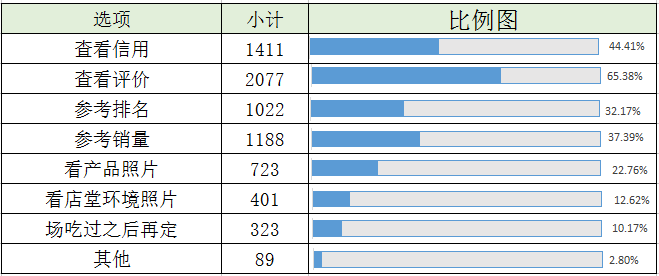 选项 小计 比例图
查看信用 1411 44.41%
查看评价 2077 65.38%
参考排名 1022 32.17%
参考销量 1188 37.39%
看产品照片 723 22.76%
看店堂环境照片 401 12.62%
场吃过之后再定 323 10.17%
其他 89 2.80%